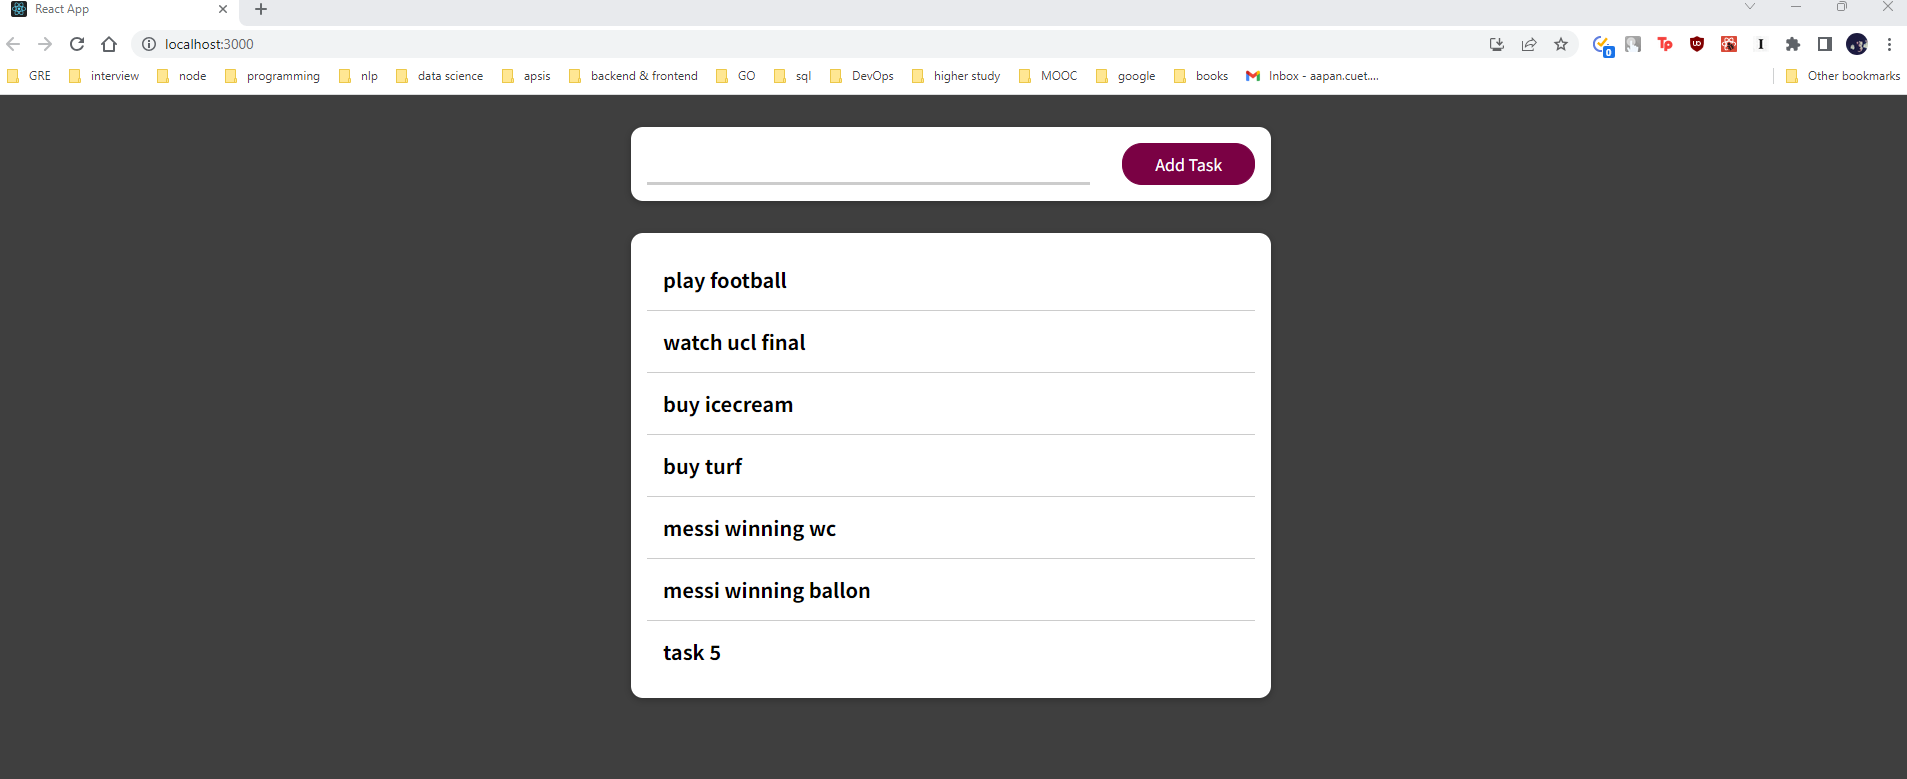 React App
localhost:3000
0
Tp
I
GRE interview node programming nlp data science apsis backend & frontend GO sql DevOps higher study MOOC google books Inbox - aapan.cuet.... Other bookmarks
Add Task
play football
watch ucl final
buy icecream
buy turf
messi winning wc
messi winning ballon
task 5